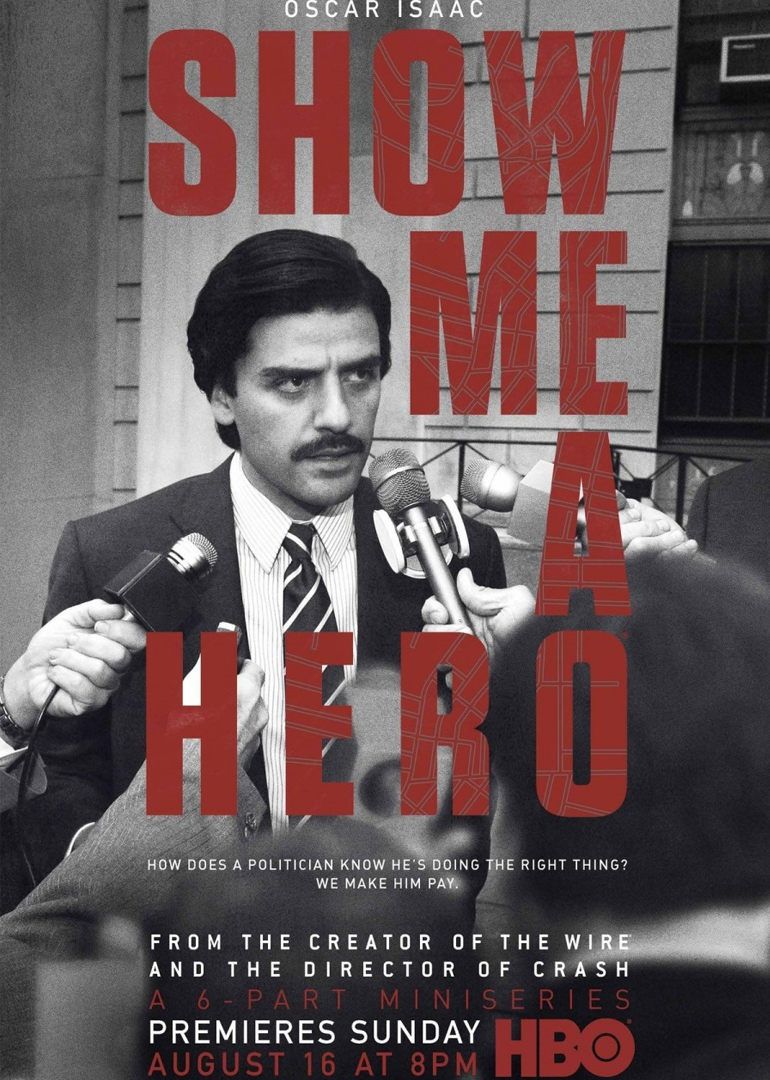 OSCAR ISAAC
SHOW
ME
A
HERO
HOW DOES A POLITICIAN KNOW HE'S DOING THE RIGHT THING?
WE MAKE HIM PAY.
FROM THE CREATOR OF THE WIRE
AND THE DIRECTOR OF CRASH
A 6-PART MINISERIES
PREMIERES SUNDAY
AUGUST 16 AT 8PM
HBO